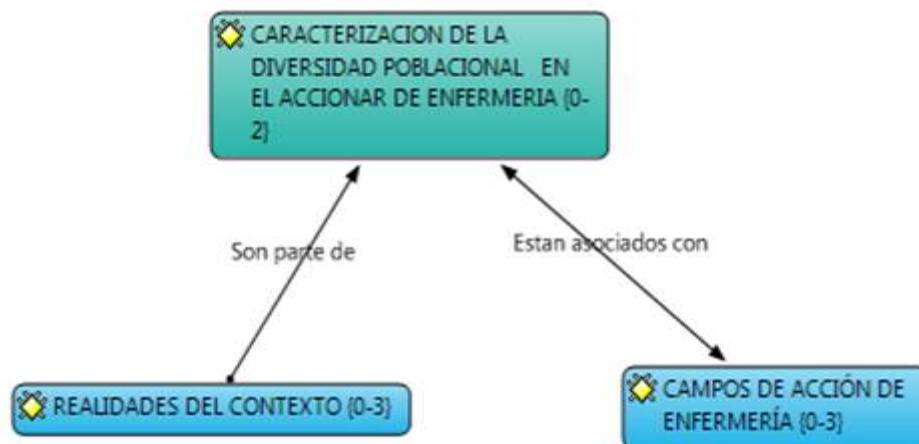 CARACTERIZACION DE LA
DIVERSIDAD POBLACIONAL EN
EL ACCIONAR DE ENFERMERIA {0-
2}
Son parte de
Estan asociados con
REALIDADES DEL CONTEXTO {0-3}
CAMPOS DE ACCIÓN DE
ENFERMERÍA {0-3}